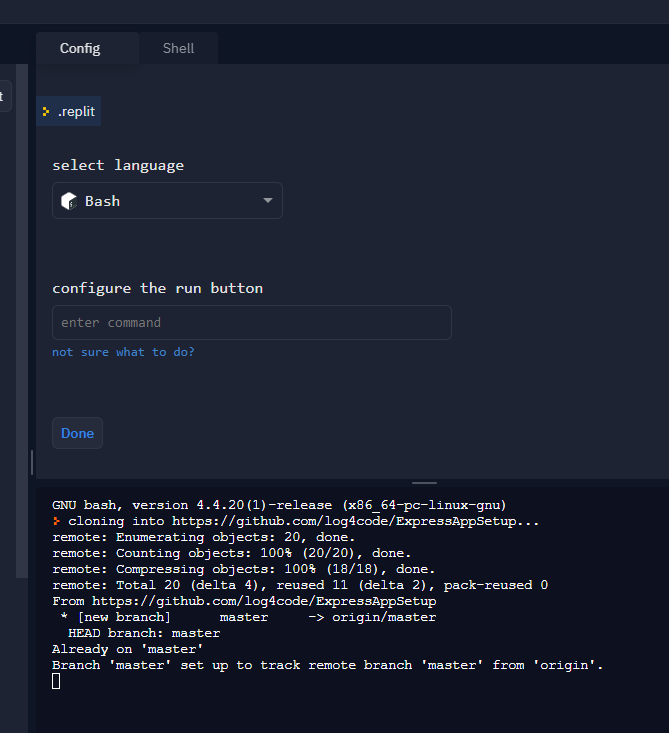 Config
Shell
t
.replit
select language
Bash
configure the run button
enter command
not sure what to do?
Done
GNU bash, version 4.4.20(1)-release (x86_64-pc-linux-gnu)
cloning into https://github.com/log4code/ExpressAppSetup...
remote: Enumerating objects: 20, done.
remote: Counting objects: 100% (20/20), done.
remote: Compressing objects: 100% (18/18), done.
remote: Total 20 (delta 4), reused 11 (delta 2), pack-reused 0
From https://github.com/log4code/ExpressAppSetup
 * [new branch]      master     -> origin/master
  HEAD branch: master
Already on 'master'
Branch 'master' set up to track remote branch 'master' from 'origin'.